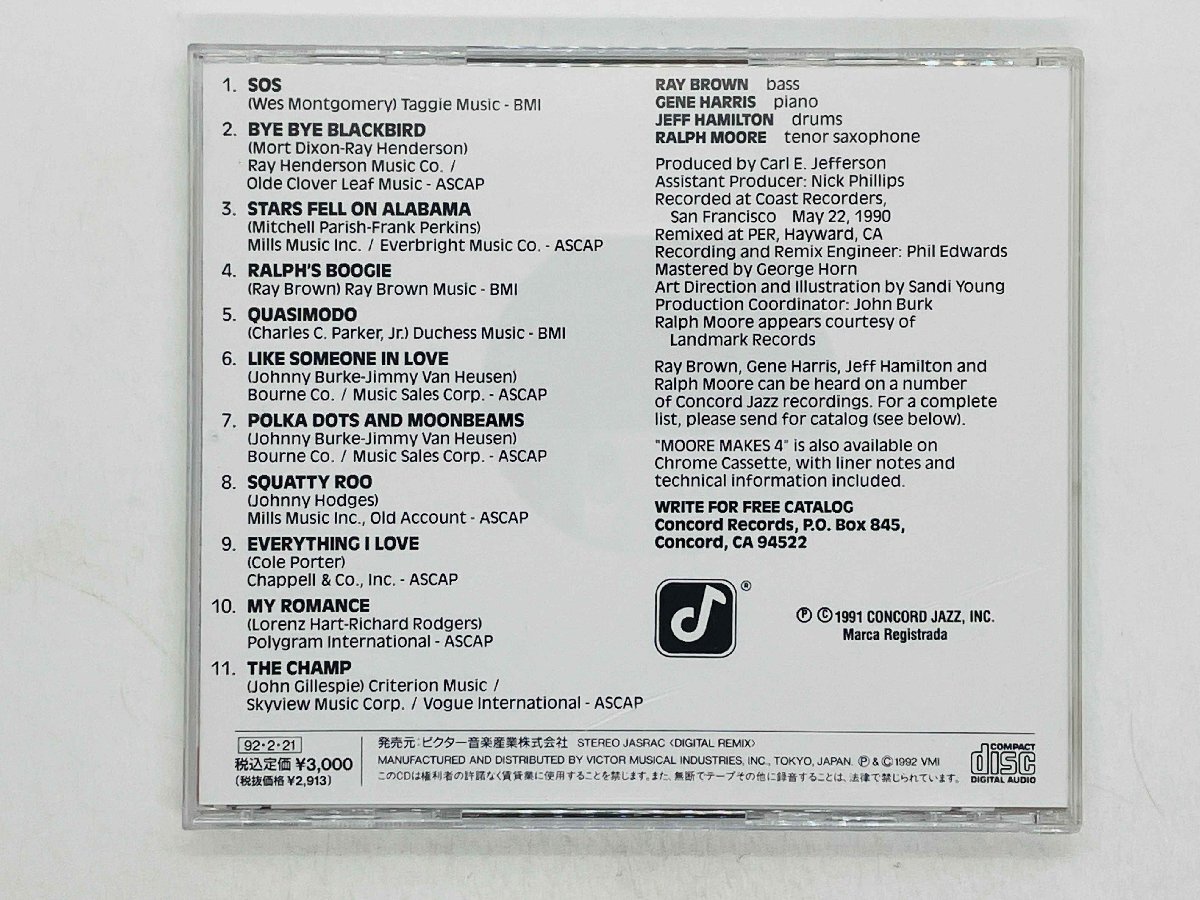 1. SOS
(Wes Montgomery) Taggie Music - BMI
2. BYE BYE BLACKBIRD
(Mort Dixon-Ray Henderson)
Ray Henderson Music Co. /
Olde Clover Leaf Music - ASCAP
3. STARS FELL ON ALABAMA
(Mitchell Parish-Frank Perkins)
Mills Music Inc. / Everbright Music Co. - ASCAP
4. RALPH'S BOOGIE
(Ray Brown) Ray Brown Music - BMI
5. QUASIMODO
(Charles C. Parker, Jr.) Duchess Music - BMI
6. LIKE SOMEONE IN LOVE
(Johnny Burke-Jimmy Van Heusen)
Bourne Co. / Music Sales Corp. - ASCAP
7. POLKA DOTS AND MOONBEAMS
(Johnny Burke-Jimmy Van Heusen)
Bourne Co. / Music Sales Corp. - ASCAP
8. SQUATTY ROO
(Johnny Hodges)
Mills Music Inc., Old Account - ASCAP
9. EVERYTHING I LOVE
(Cole Porter)
Chappell & Co., Inc. - ASCAP
10. MY ROMANCE
(Lorenz Hart-Richard Rodgers)
Polygram International - ASCAP
11. THE CHAMP
(John Gillespie) Criterion Music /
Skyview Music Corp. / Vogue International - ASCAP
RAY BROWN bass
GENE HARRIS piano
JEFF HAMILTON drums
RALPH MOORE tenor saxophone
Produced by Carl E. Jefferson
Assistant Producer: Nick Phillips
Recorded at Coast Recorders,
San Francisco May 22, 1990
Remixed at PER, Hayward, CA
Recording and Remix Engineer: Phil Edwards
Mastered by George Horn
Art Direction and Illustration by Sandi Young
Production Coordinator: John Burk
Ralph Moore appears courtesy of
Landmark Records
Ray Brown, Gene Harris, Jeff Hamilton and
Ralph Moore can be heard on a number
of Concord Jazz recordings. For a complete
list, please send for catalog (see below).
"MOORE MAKES 4" is also available on
Chrome Cassette, with liner notes and
technical information included.
WRITE FOR FREE CATALOG
Concord Records, P.O. Box 845,
Concord, CA 94522
®
Ⓟ © 1991 CONCORD JAZZ, INC.
Marca Registrada
92・2・21
税込定価 ¥3,000
(税抜価格 ¥2,913)
発売元:ビクター音楽産業株式会社 STEREO JASRAC 〈DIGITAL REMIX〉
MANUFACTURED AND DISTRIBUTED BY VICTOR MUSICAL INDUSTRIES, INC., TOKYO, JAPAN. Ⓟ & © 1992 VMI
このCDは権利者の許諾なく賃貸業に使用することを禁じます。また、無断でテープその他に録音することは、法律で禁じられています。
COMPACT
disc
DIGITAL AUDIO